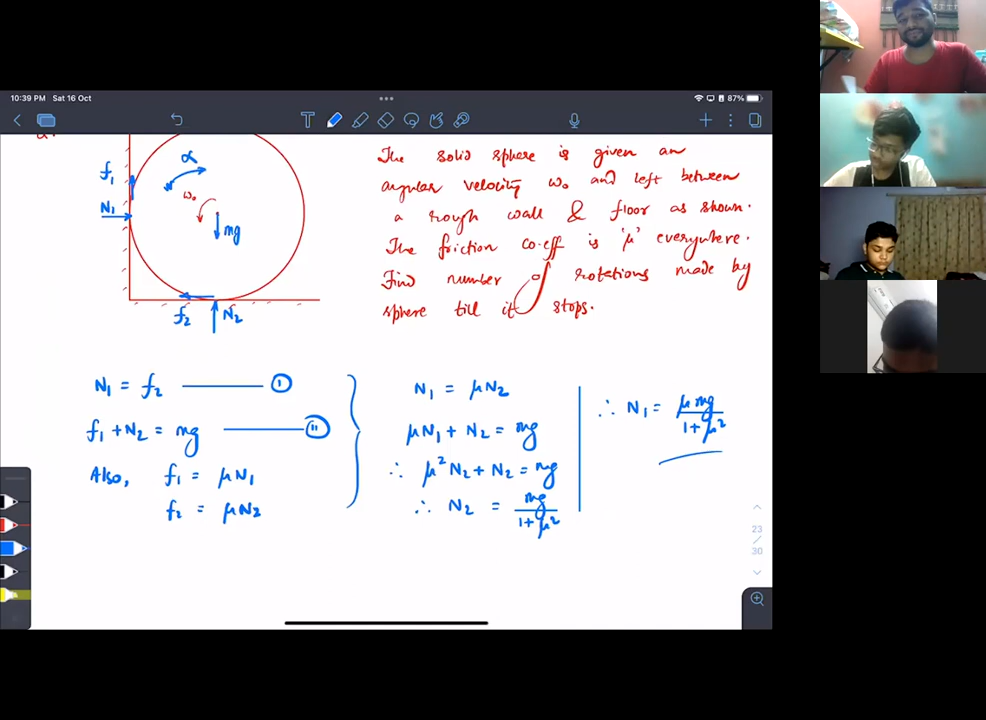 10:39 PM Sat 16 Oct
87%
T
α
f₁
ω₀
N₁
mg
f₂
N₂
The solid sphere is given an
angular velocity ω₀ and left between
a rough wall & floor as shown.
The friction co-eff is 'μ' everywhere.
Find number of rotations made by
sphere till it stops.
N₁ = f₂ ——— (i)
f₁ + N₂ = mg ——— (ii)
Also, f₁ = μN₁
f₂ = μN₂
N₁ = μN₂
μN₁ + N₂ = mg
∴ μ²N₂ + N₂ = mg
∴ N₂ = mg/1+μ²
∴ N₁ = μmg/1+μ²
23
/
30